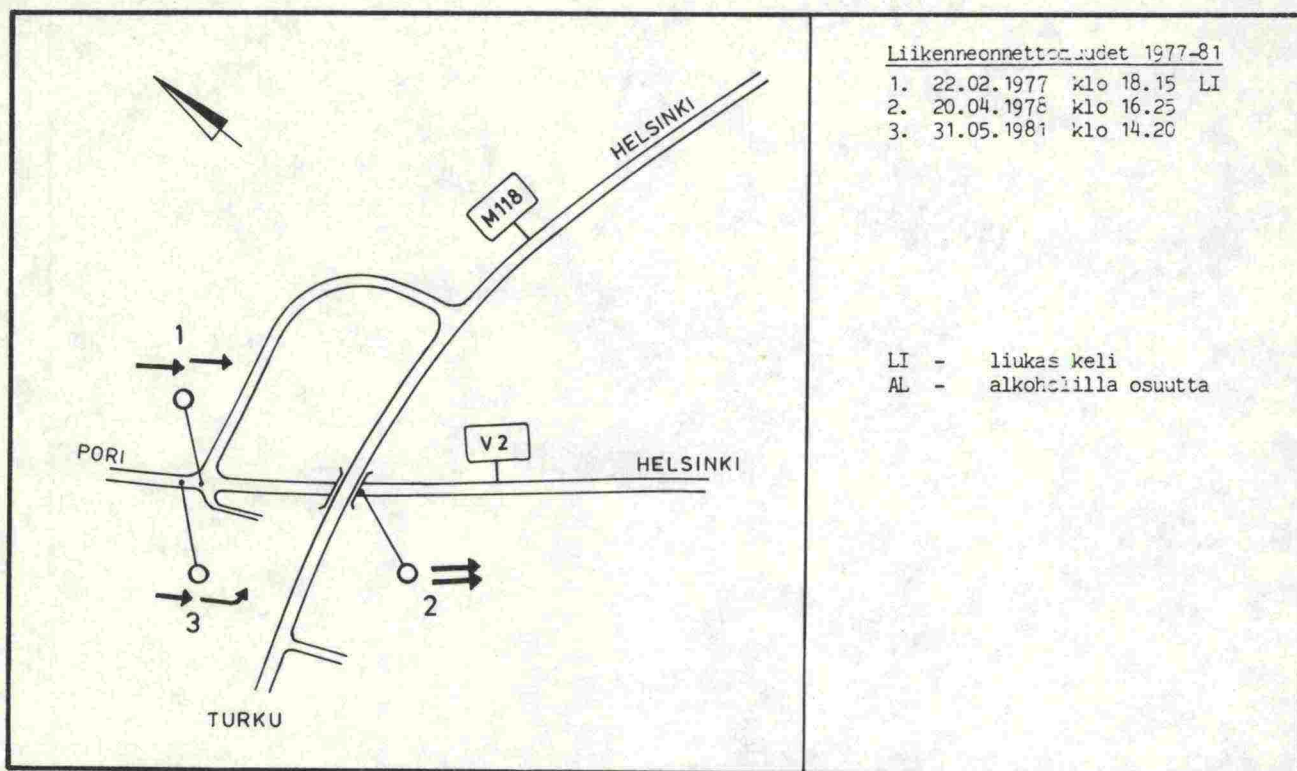 HELSINKI
M118
1
PORI
V2
HELSINKI
3
2
TURKU
Liikenneonnettomuudet 1977-81
1. 22.02.1977 klo 18.15 LI
2. 20.04.1978 klo 16.25
3. 31.05.1981 klo 14.20
LI - liukas keli
AL - alkoholilla osuutta